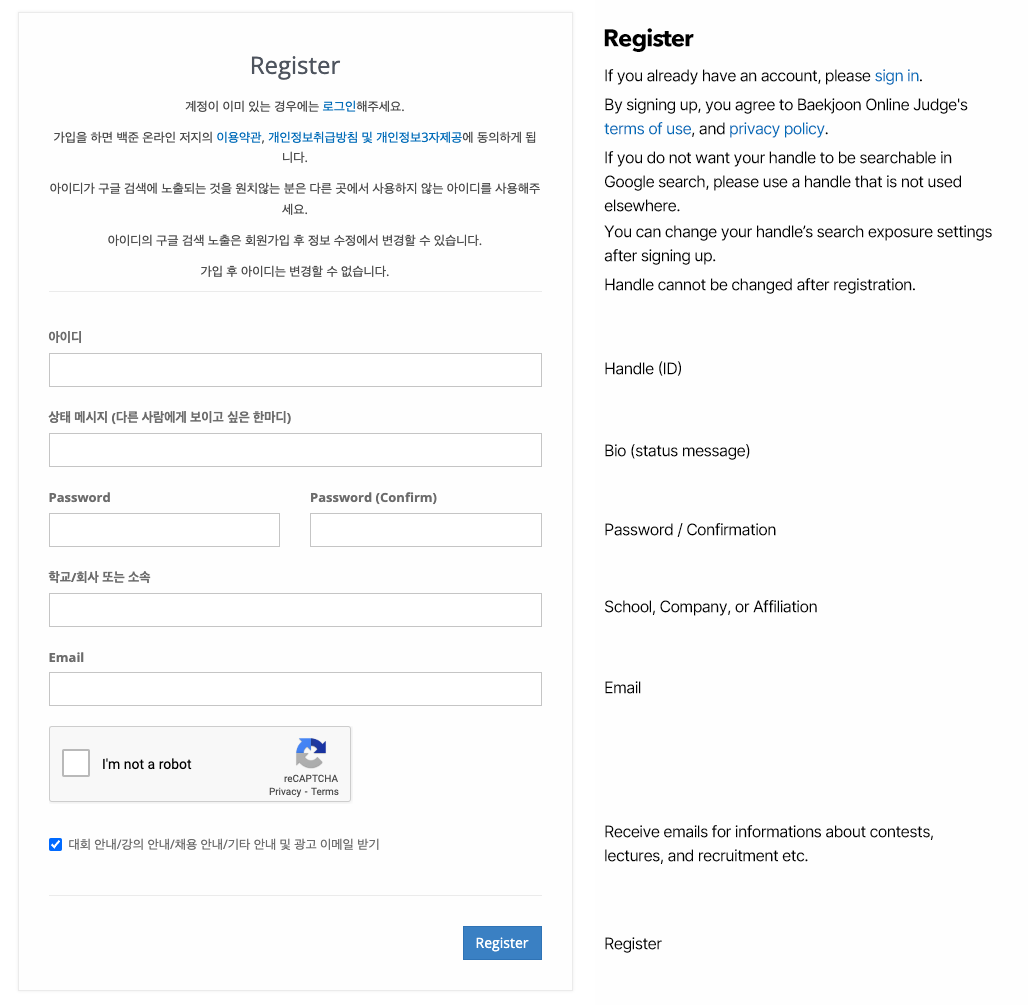 Register
계정이 이미 있는 경우에는 로그인해주세요.
가입을 하면 백준 온라인 저지의 이용약관, 개인정보취급방침 및 개인정보3자제공에 동의하게 됩
니다.
아이디가 구글 검색에 노출되는 것을 원치않는 분은 다른 곳에서 사용하지 않는 아이디를 사용해주
세요.
아이디의 구글 검색 노출은 회원가입 후 정보 수정에서 변경할 수 있습니다.
가입 후 아이디는 변경할 수 없습니다.
아이디
상태 메시지 (다른 사람에게 보이고 싶은 한마디)
Password
Password (Confirm)
학교/회사 또는 소속
Email
I'm not a robot
reCAPTCHA
Privacy - Terms
대회 안내/강의 안내/채용 안내/기타 안내 및 광고 이메일 받기
Register
Register
If you already have an account, please sign in.
By signing up, you agree to Baekjoon Online Judge's
terms of use, and privacy policy.
If you do not want your handle to be searchable in
Google search, please use a handle that is not used
elsewhere.
You can change your handle’s search exposure settings
after signing up.
Handle cannot be changed after registration.
Handle (ID)
Bio (status message)
Password / Confirmation
School, Company, or Affiliation
Email
Receive emails for informations about contests,
lectures, and recruitment etc.
Register